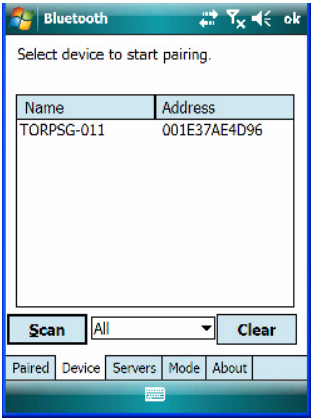 Bluetooth ok
Select device to start pairing.
Name Address
TORPSG-011 001E37AE4D96
Scan All Clear
Paired Device Servers Mode About